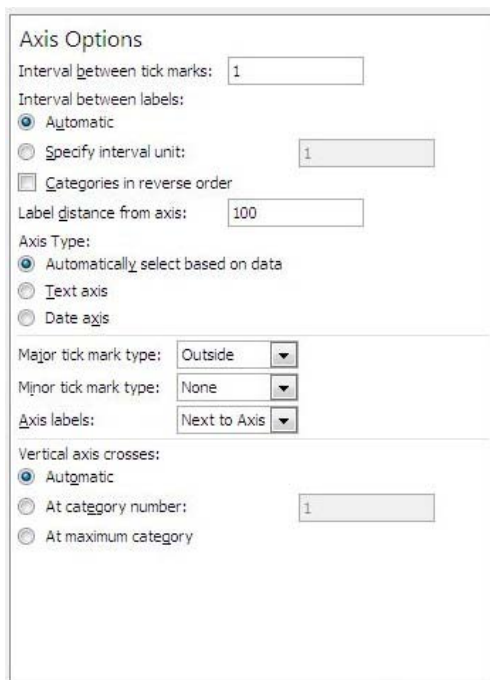 Axis Options
Interval between tick marks: 1
Interval between labels:
Automatic
Specify interval unit: 1
Categories in reverse order
Label distance from axis: 100
Axis Type:
Automatically select based on data
Text axis
Date axis
Major tick mark type: Outside
Minor tick mark type: None
Axis labels: Next to Axis
Vertical axis crosses:
Automatic
At category number: 1
At maximum category